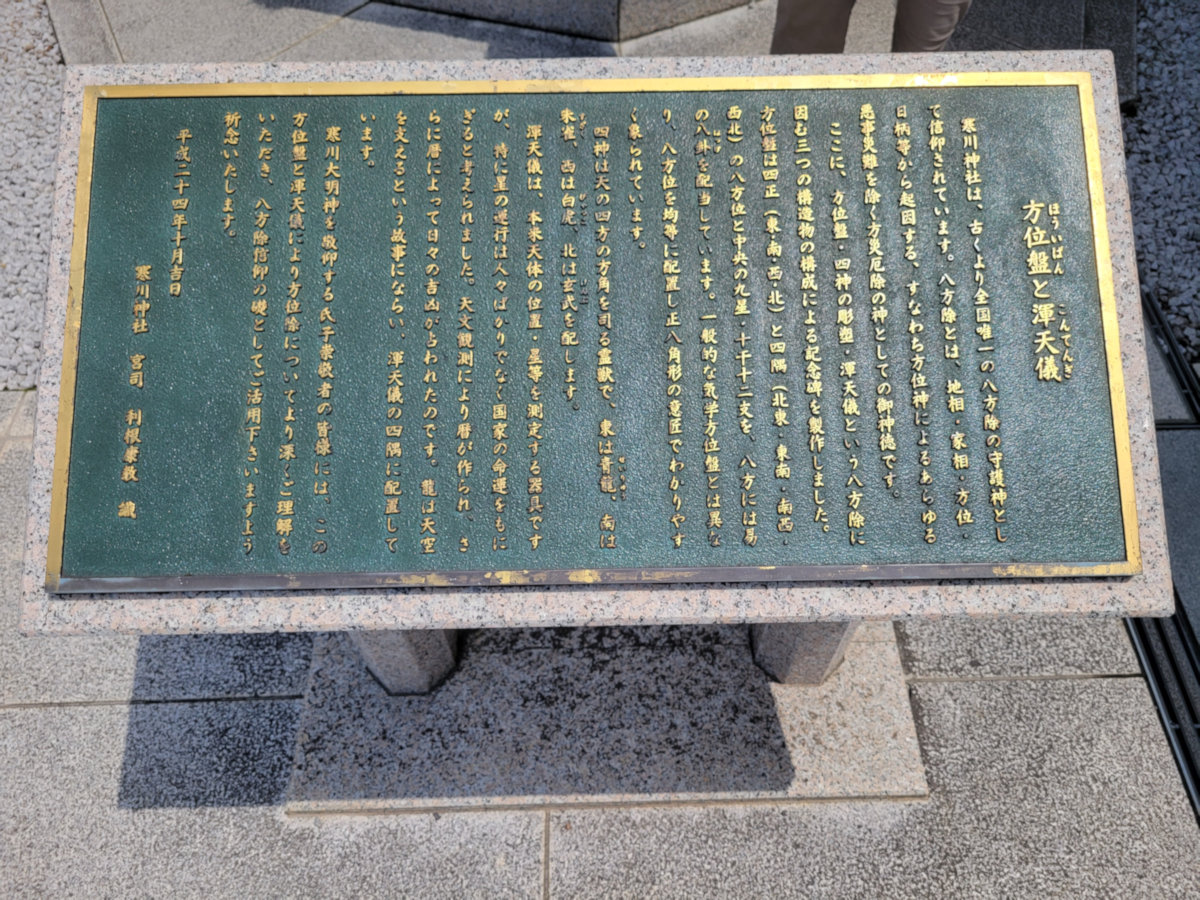 方位盤と渾天儀
ほういばん こんてんぎ
寒川神社は、古くより全国唯一の八方除の守護神とし
て信仰されています。八方除とは、地相・家相・方位・
日柄等から起因する、すなわち方位神によるあらゆる
悪事災難を除く方災厄除の神としての御神徳です。
ここに、方位盤・四神の彫塑・渾天儀という八方除に
因む三つの構造物の構成による記念碑を製作しました。
方位盤は四正(東・南・西・北)と四隅(北東・東南・南西・
西北)の八方位と中央の九星・十干十二支を、八方には易
の八卦を配当しています。一般的な気学方位盤とは異な
り、八方位を均等に配置し正八角形の意匠でわかりやす
く象られています。
四神は天の四方の方角を司る霊獣で、東は青龍、南は
朱雀、西は白虎、北は玄武を配します。
渾天儀は、本来天体の位置・星等を測定する器具です
が、特に星の運行は人々ばかりでなく国家の命運をもに
ぎると考えられました。天文観測により暦が作られ、さ
らに暦によって日々の吉凶がうらわれたのです。龍は天空
を支えるという故事にならい、渾天儀の四隅に配置して
います。
寒川大明神を敬仰する氏子崇敬者の皆様には、この
方位盤と渾天儀により方位除についてより深くご理解を
いただき、八方除信仰の礎としてご活用下さいますよう
祈念いたします。
平成二十四年十月吉日
寒川神社 宮司 利根康教 識